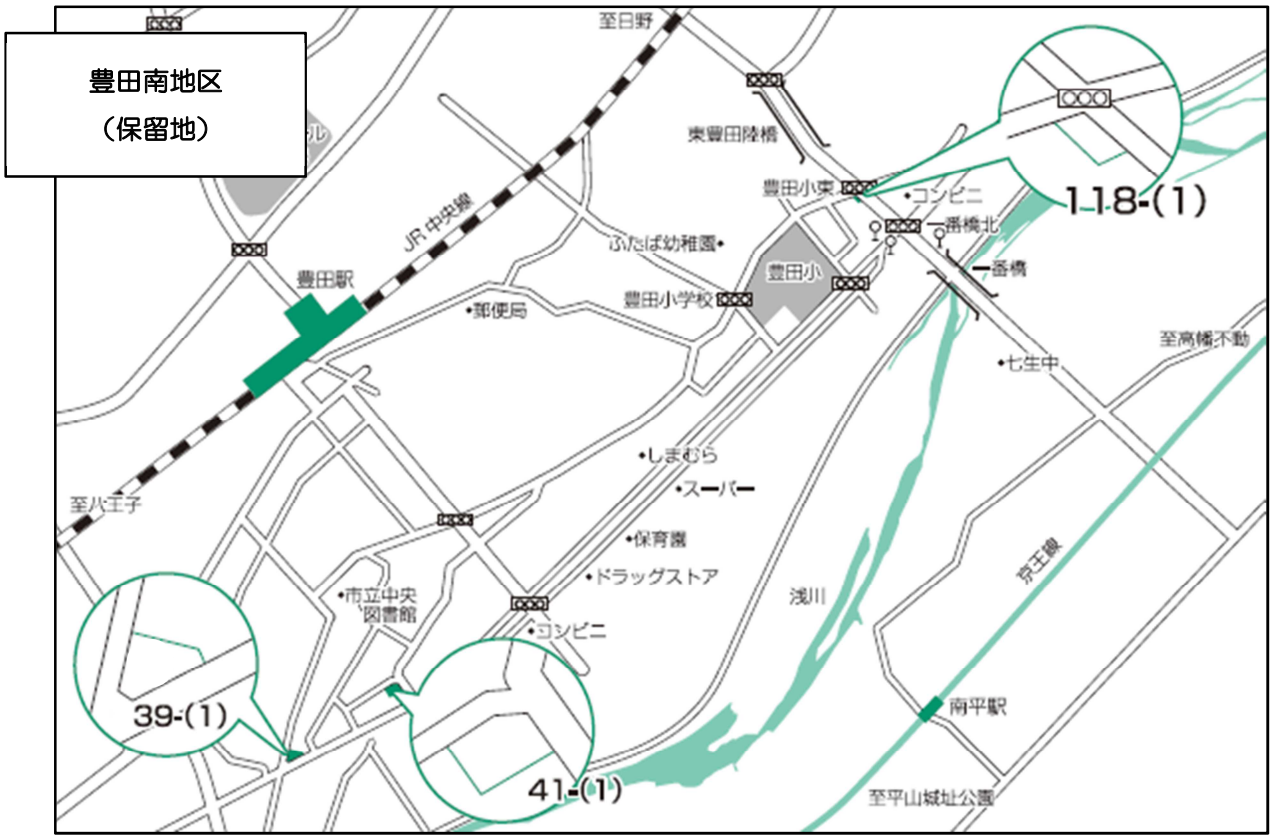 豊田南地区
（保留地）
至日野
ル
東豊田陸橋
豊田小東
コンビニ
118-(1)
一番橋北
JR中央線
ふたば幼稚園
豊田小
一番橋
豊田駅
豊田小学校
郵便局
至高幡不動
七生中
しまむら
スーパー
至八王子
保育園
京王線
ドラッグストア
市立中央
図書館
浅川
コンビニ
39-(1)
南平駅
41-(1)
至平山城址公園